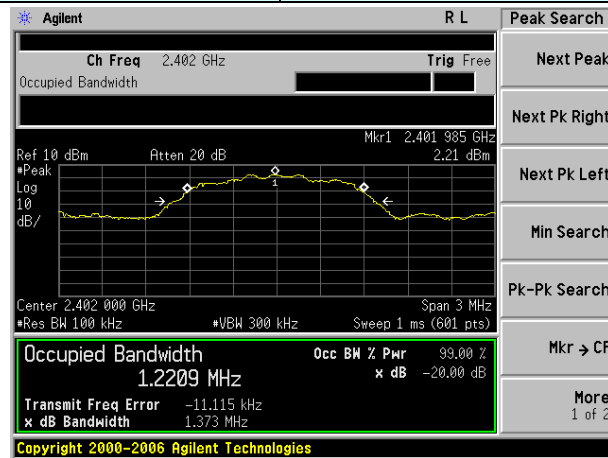 Agilent R L Peak Search
Ch Freq 2.402 GHz Trig Free
Occupied Bandwidth
Next Peak
Next Pk Right
Mkr1 2.401 985 GHz
Ref 10 dBm Atten 20 dB 2.21 dBm
#Peak
Log
10
dB/
1
Next Pk Left
Min Search
Pk-Pk Search
Center 2.402 000 GHz Span 3 MHz
#Res BW 100 kHz #VBW 300 kHz Sweep 1 ms (601 pts)
Occupied Bandwidth Occ BW % Pwr 99.00 %
1.2209 MHz x dB -20.00 dB
Transmit Freq Error -11.115 kHz
x dB Bandwidth 1.373 MHz
Mkr → CF
More
1 of 2
Copyright 2000-2006 Agilent Technologies